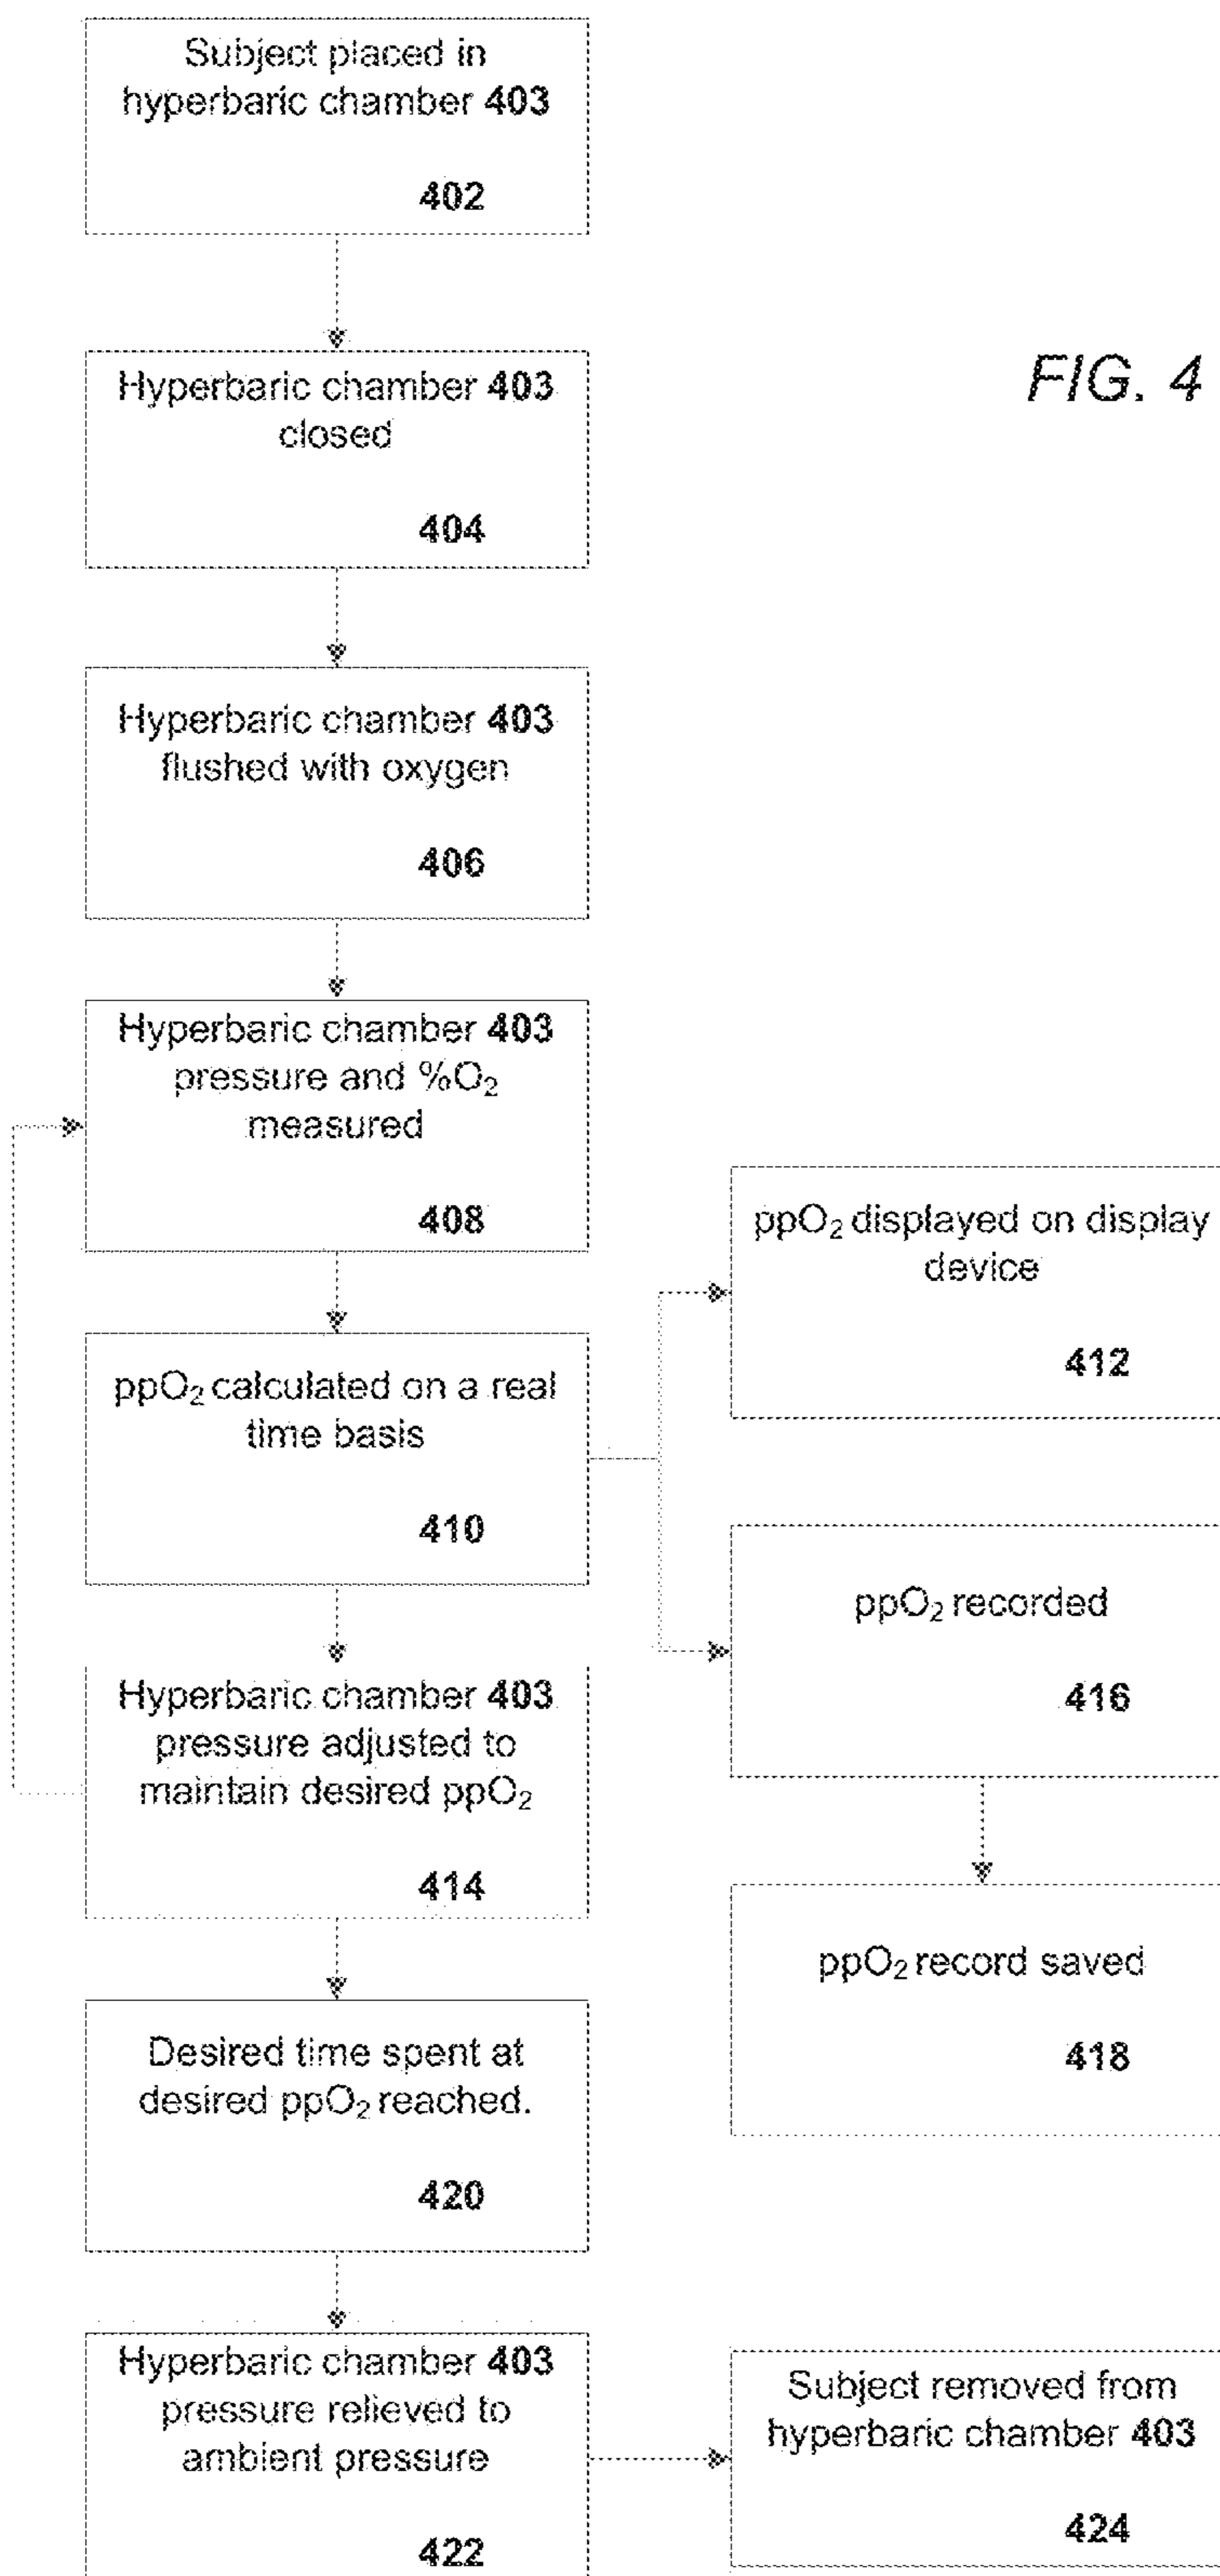 Subject placed in
hyperbaric chamber 403
402
FIG. 4
Hyperbaric chamber 403
closed
404
Hyperbaric chamber 403
flushed with oxygen
406
Hyperbaric chamber 403
pressure and %O₂
measured
408
ppO₂ calculated on a real
time basis
410
ppO₂ displayed on display
device
412
ppO₂ recorded
416
ppO₂ record saved
418
Hyperbaric chamber 403
pressure adjusted to
maintain desired ppO₂
414
Desired time spent at
desired ppO₂ reached.
420
Hyperbaric chamber 403
pressure relieved to
ambient pressure
422
Subject removed from
hyperbaric chamber 403
424